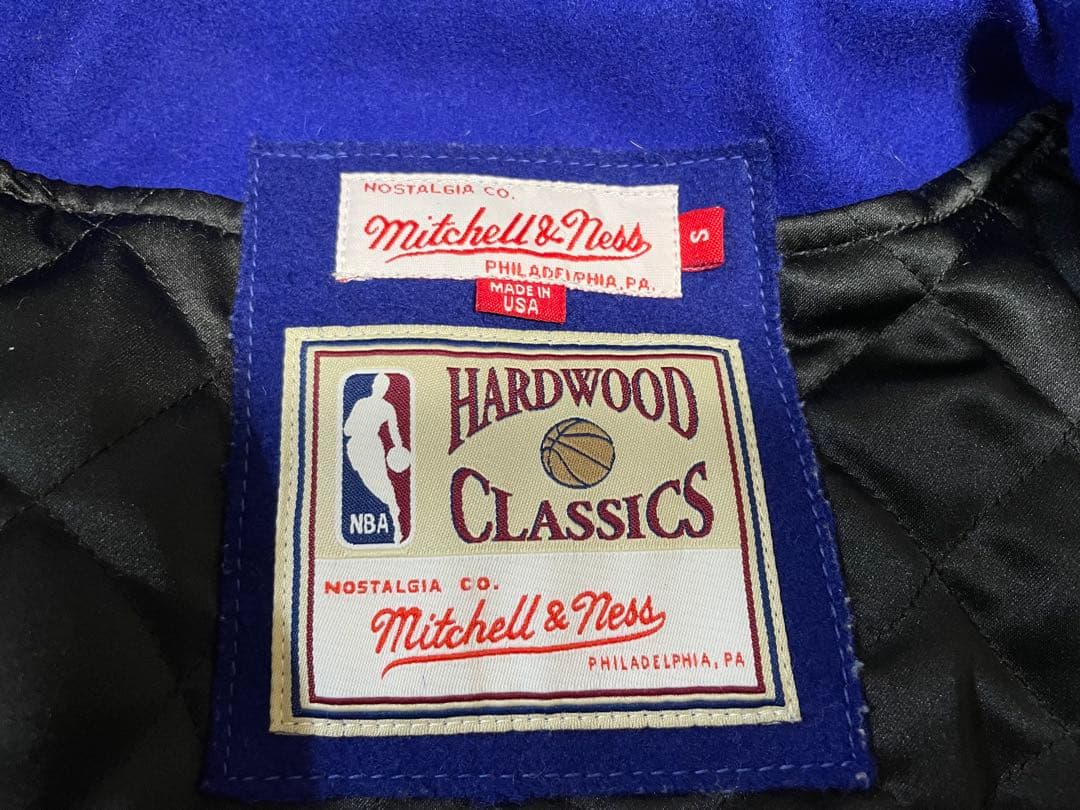 NOSTALGIA CO.
Mitchell & Ness
S
PHILADELPHIA, PA.
MADE IN
USA
HARDWOOD
CLASSICS
NBA
NOSTALGIA CO.
Mitchell & Ness
PHILADELPHIA, PA